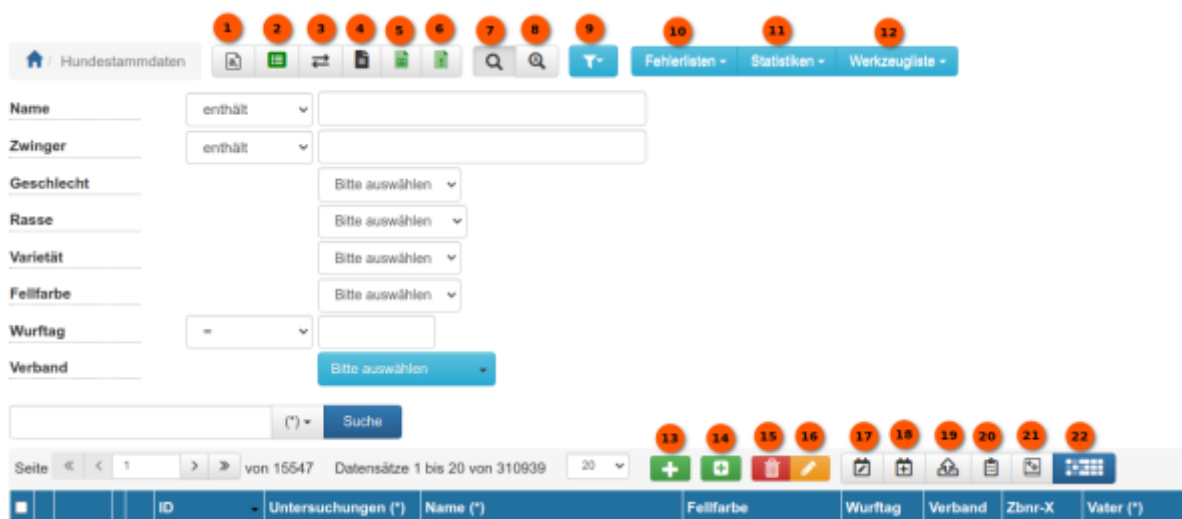 1 2 3 4 5 6 7 8 9 10 11 12
/ Hundestammdaten Fehlerlisten Statistiken Werkzeugliste
Name enthält
Zwinger enthält
Geschlecht Bitte auswählen
Rasse Bitte auswählen
Varietät Bitte auswählen
Fellfarbe Bitte auswählen
Wurftag =
Verband Bitte auswählen
(*) Suche
13 14 15 16 17 18 19 20 21 22
Seite « < 1 > » von 15547 Datensätze 1 bis 20 von 310939 20
ID Untersuchungen (*) Name (*) Fellfarbe Wurftag Verband Zbnr-X Vater (*)